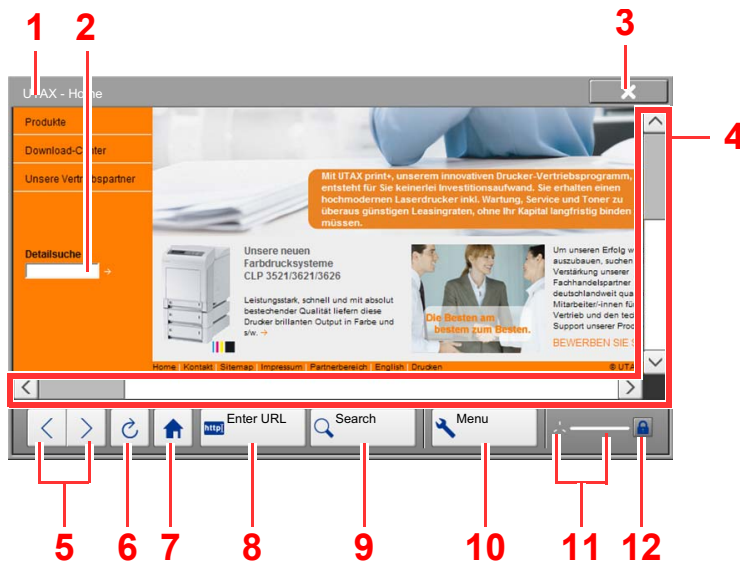 1 2 3
UTAX - Home
Produkte
Download-Center
Unsere Vertriebspartner
Detailsuche
4
Mit UTAX print+, unserem innovativen Drucker-Vertriebsprogramm,
entsteht für Sie keinerlei Investitionsaufwand. Sie erhalten einen
hochmodernen Laserdrucker inkl. Wartung, Service und Toner zu
überaus günstigen Leasingraten, ohne Ihr Kapital langfristig binden
müssen.
Unsere neuen
Farbdrucksysteme
CLP 3521/3621/3626
Leistungsstark, schnell und mit absolut
bestechender Qualität liefern diese
Drucker brillanten Output in Farbe und
s/w. →
Die Besten am
bestem zum Besten.
Um unseren Erfolg w
auszubauen, suchen
Verstärkung unserer
Fachhandelspartner
deutschlandweit qua
Mitarbeiter/-innen fü
Vertrieb und den tec
Support unserer Proc
BEWERBEN SIE S
Home | Kontakt | Sitemap | Impressum | Partnerbereich | English | Drucken
© UTA
http[ Enter URL
Search
Menu
5 6 7 8 9 10 11 12